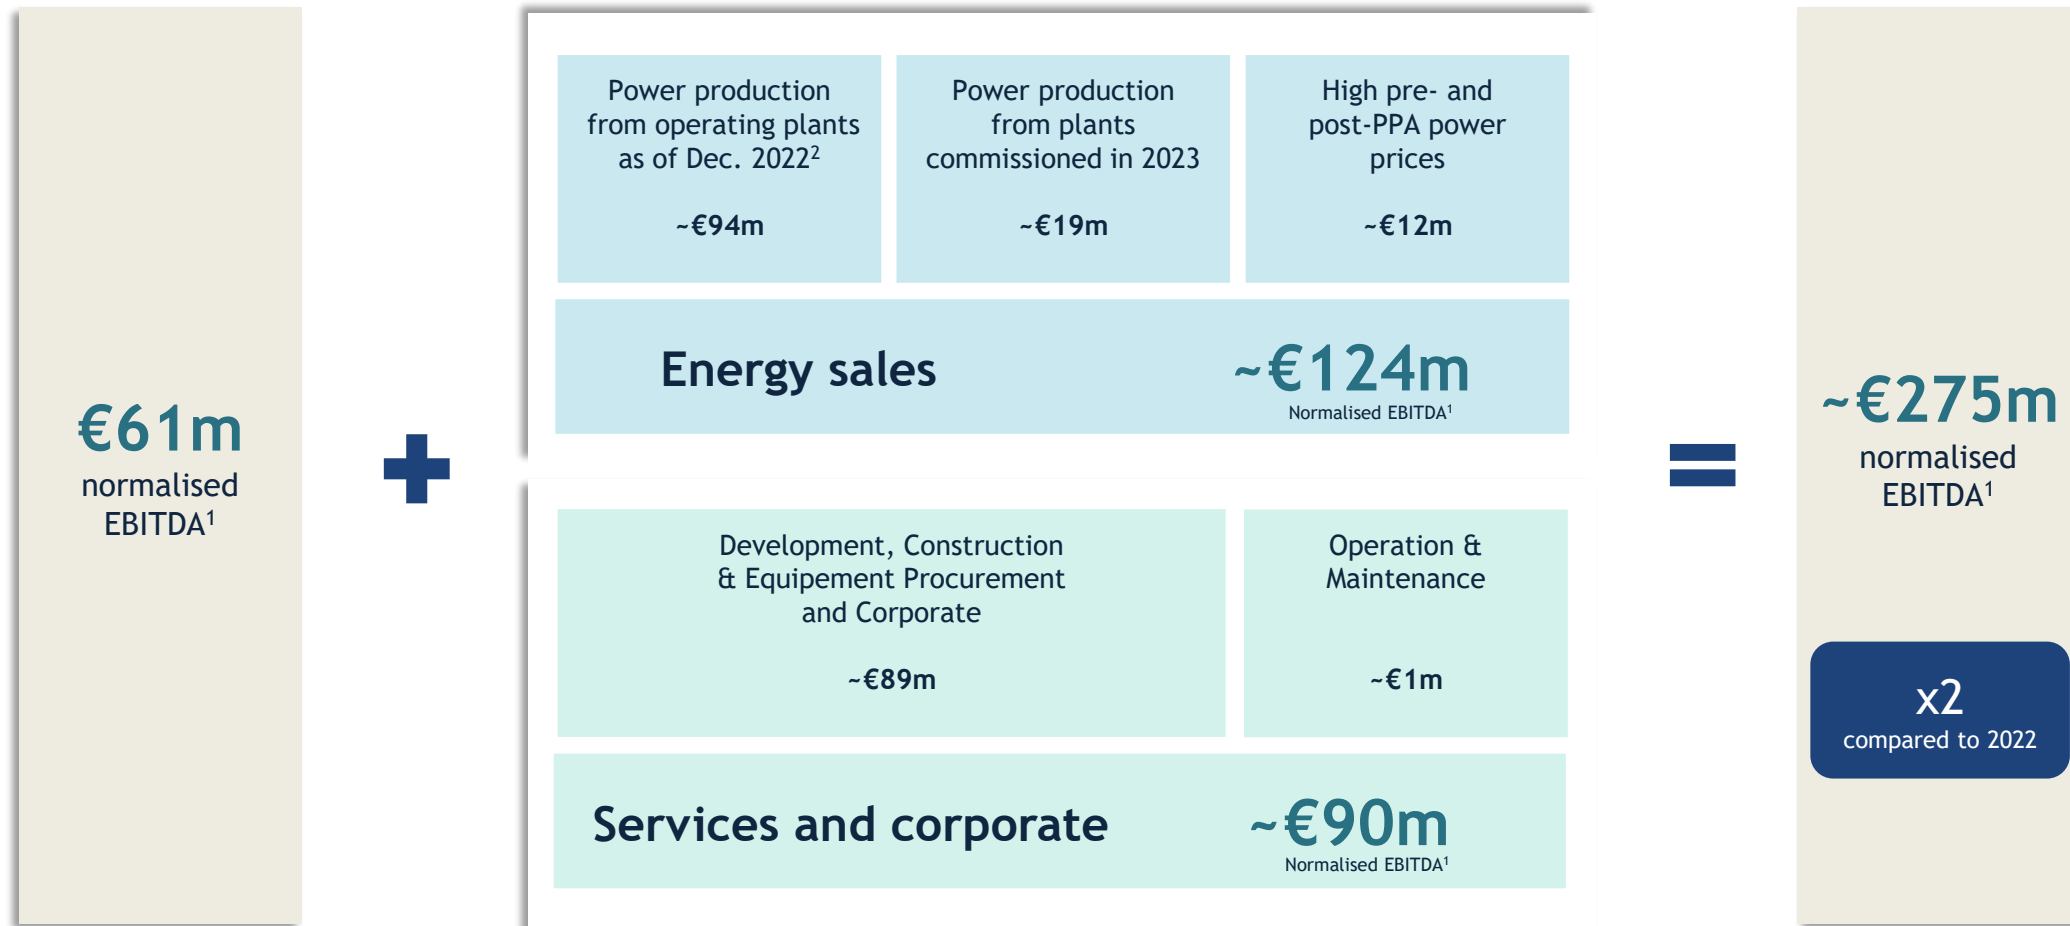 €61m
normalised
EBITDA¹
Power production
from operating plants
as of Dec. 2022²
~€94m
Power production
from plants
commissioned in 2023
~€19m
High pre- and
post-PPA power
prices
~€12m
Energy sales
~€124m
Normalised EBITDA¹
Development, Construction
& Equipement Procurement
and Corporate
~€89m
Operation &
Maintenance
~€1m
Services and corporate
~€90m
Normalised EBITDA¹
~€275m
normalised
EBITDA¹
x2
compared to 2022